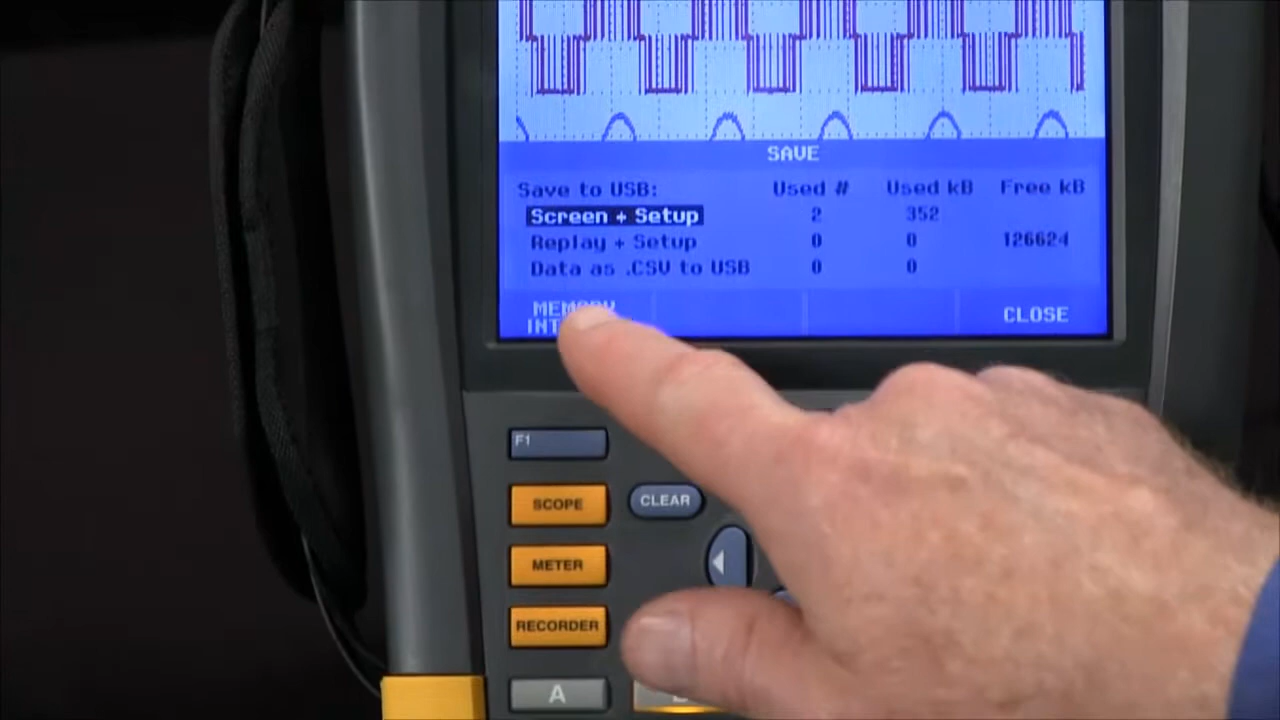 SAVE
Save to USB: Used # Used kB Free kB
Screen + Setup 2 352
Replay + Setup 0 0 126624
Data as .CSV to USB 0 0
MEMORY
CLOSE
F1
SCOPE CLEAR
METER
RECORDER
A